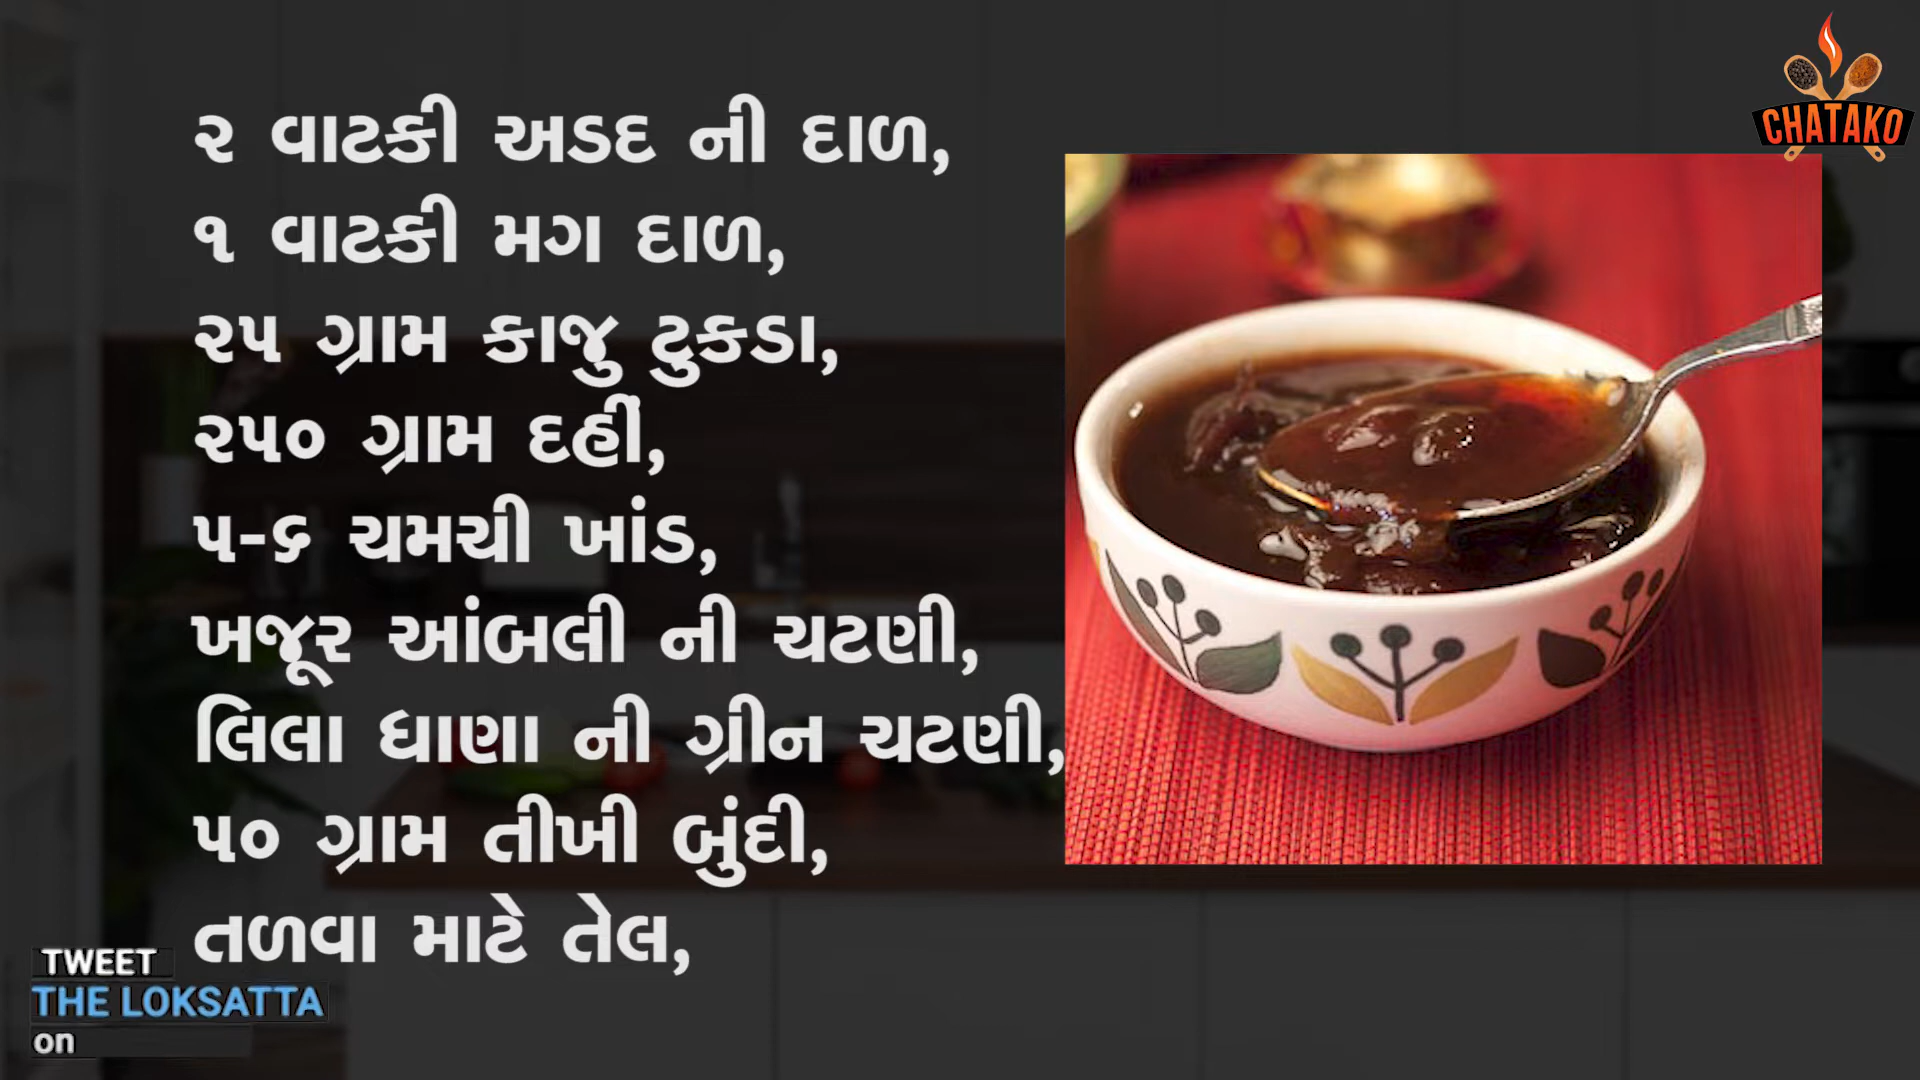 ૨ વાટકી અડદ ની દાળ,
૧ વાટકી મગ દાળ,
૨૫ ગ્રામ કાજુ ટુકડા,
૨૫૦ ગ્રામ દહીં,
૫-૬ ચમચી ખાંડ,
ખજૂર આંબલી ની ચટણી,
લિલા ધાણા ની ગ્રીન ચટણી,
૫૦ ગ્રામ તીખી બુંદી,
તળવા માટે તેલ,
CHATAKO
TWEET
THE LOKSATTA
on